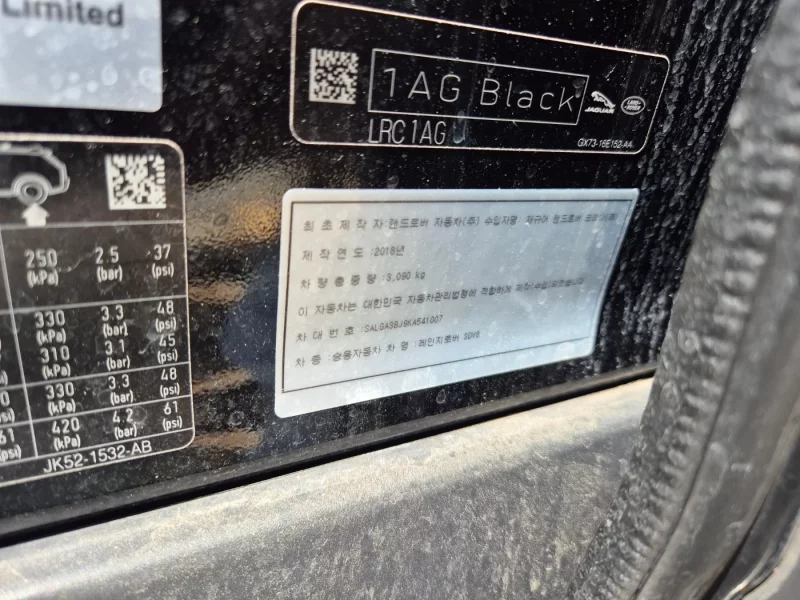 Limited
1AG Black
JAGUAR
LAND-ROVER
LRC1AG U
GX73-16E152-AA
250 (kPa) 2.5 (bar) 37 (psi)
330 (kPa) 3.3 (bar) 48 (psi)
310 (kPa) 3.1 (bar) 45 (psi)
330 (kPa) 3.3 (bar) 48 (psi)
61 420 (kPa) 4.2 (bar) 61 (psi)
JK52-1532-AB
최 초 제 작 자 :랜드로버 자동차(주) 수입자명 : 재규어 랜드로버 코리아(유)
제 작 연 도 :2018년
차 량 총 중 량 :3,090 kg
이 자동차는 대한민국 자동차관리법령에 적합하게 제작(수입)되었습니다
차 대 번 호 :
차 종 : 승용자동차 차 명 :레인지로버 SDV8